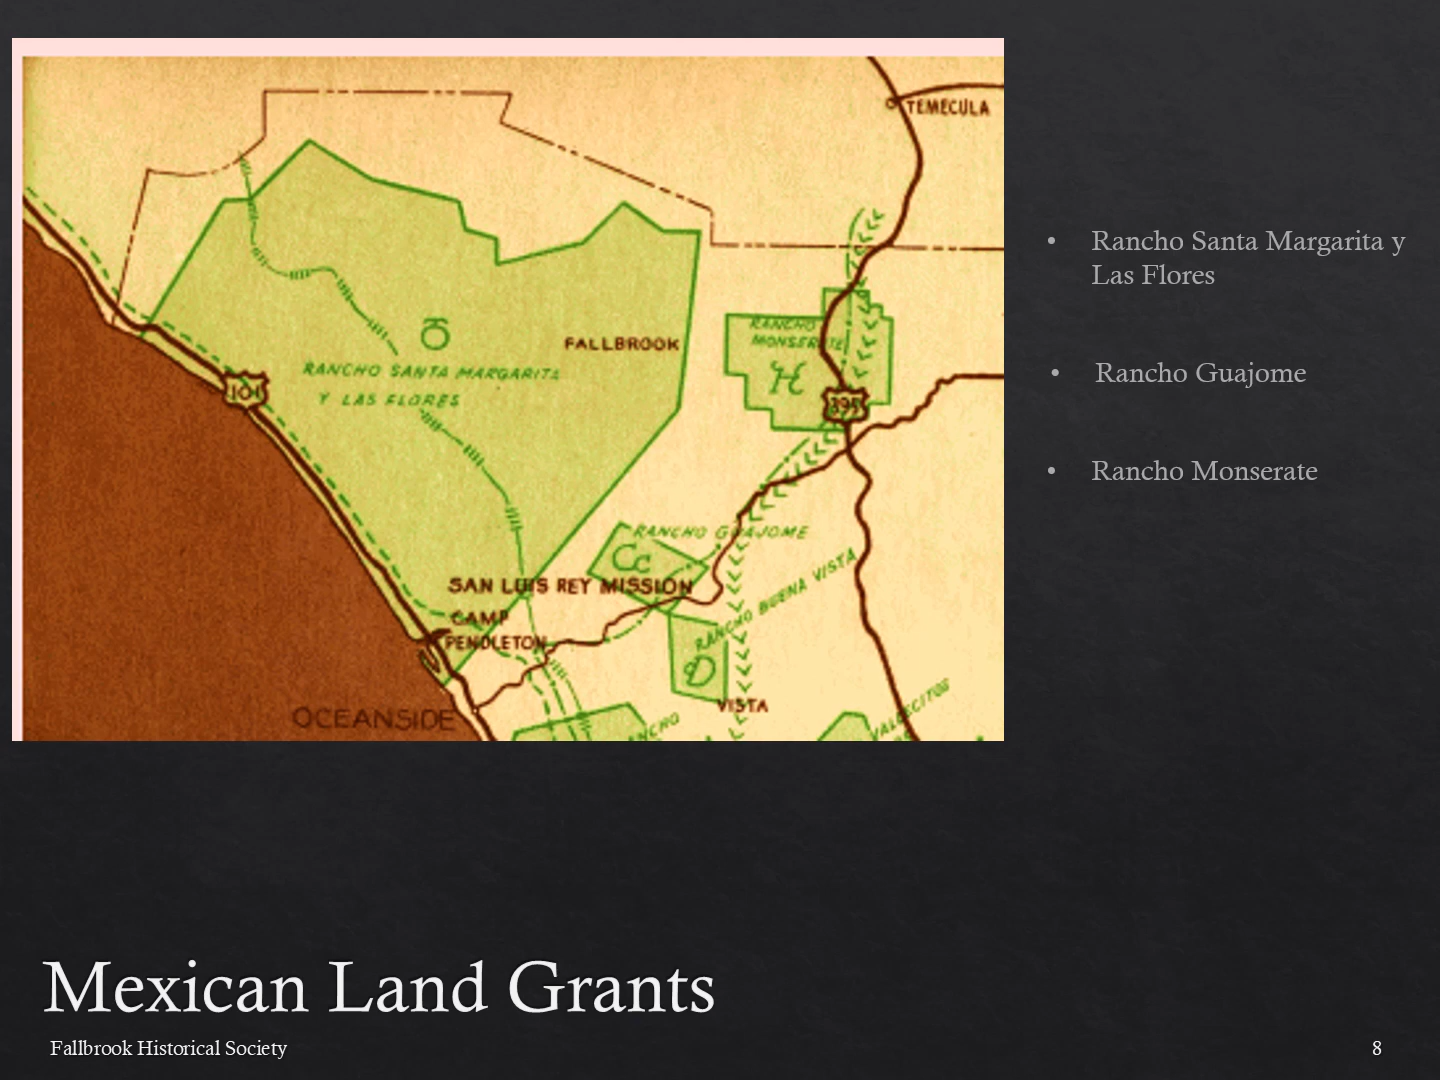 TEMECULA
RANCHO
MONSERATE
FALLBROOK
RANCHO SANTA MARGARITA
Y LAS FLORES
101
395
RANCHO GUAJOME
Cc
SAN LUIS REY MISSION
RANCHO BUENA VISTA
CAMP
PENDLETON
VISTA
OCEANSIDE
• Rancho Santa Margarita y
Las Flores
• Rancho Guajome
• Rancho Monserate
Mexican Land Grants
Fallbrook Historical Society
8